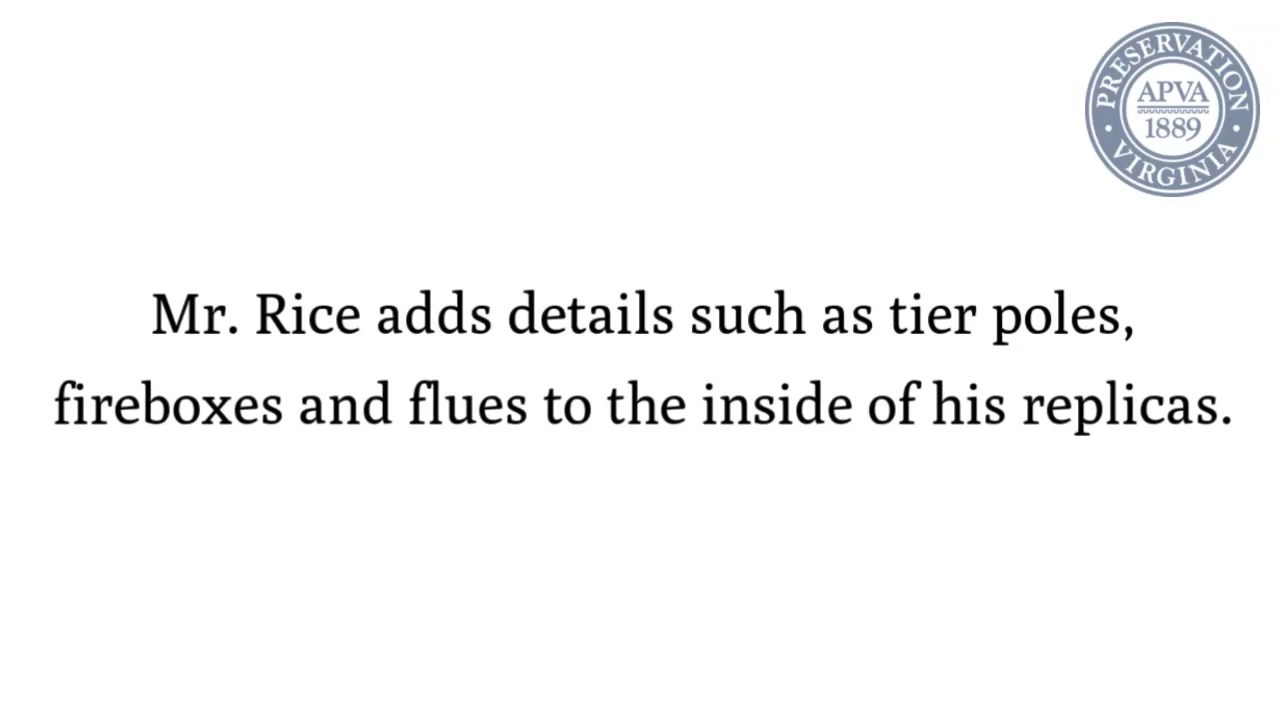 PRESERVATION
APVA
1889
VIRGINIA
Mr. Rice adds details such as tier poles,
fireboxes and flues to the inside of his replicas.